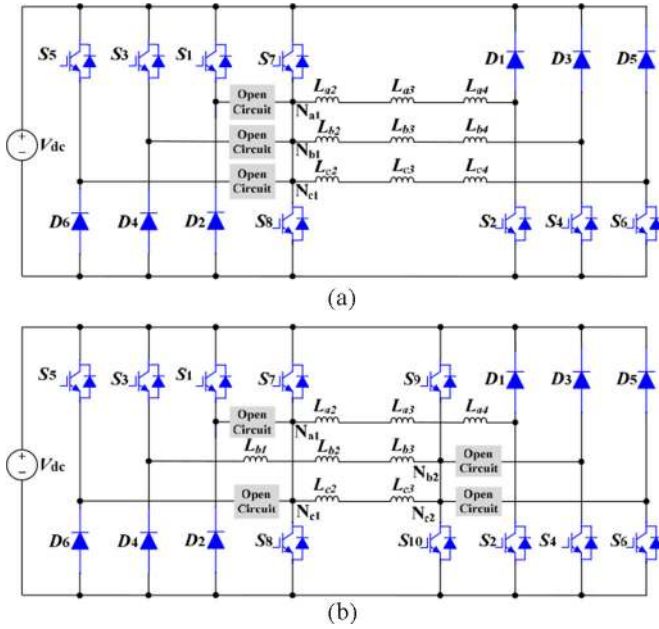 S5 S3 S1 S7 D1 D3 D5
Open Circuit La2 La3 La4
Na1
Open Circuit Lb2 Lb3 Lb4
Nb1
Vdc
Open Circuit Lc2 Lc3 Lc4
Nc1
D6 D4 D2 S8 S2 S4 S6
(a)
S5 S3 S1 S7 S9 D1 D3 D5
Open Circuit La2 La3 La4
Na1
Lb1 Lb2 Lb3 Open Circuit
Nb2
Vdc
Open Circuit Lc2 Lc3 Open Circuit
Nc1 Nc2
D6 D4 D2 S8 S10 S2 S4 S6
(b)